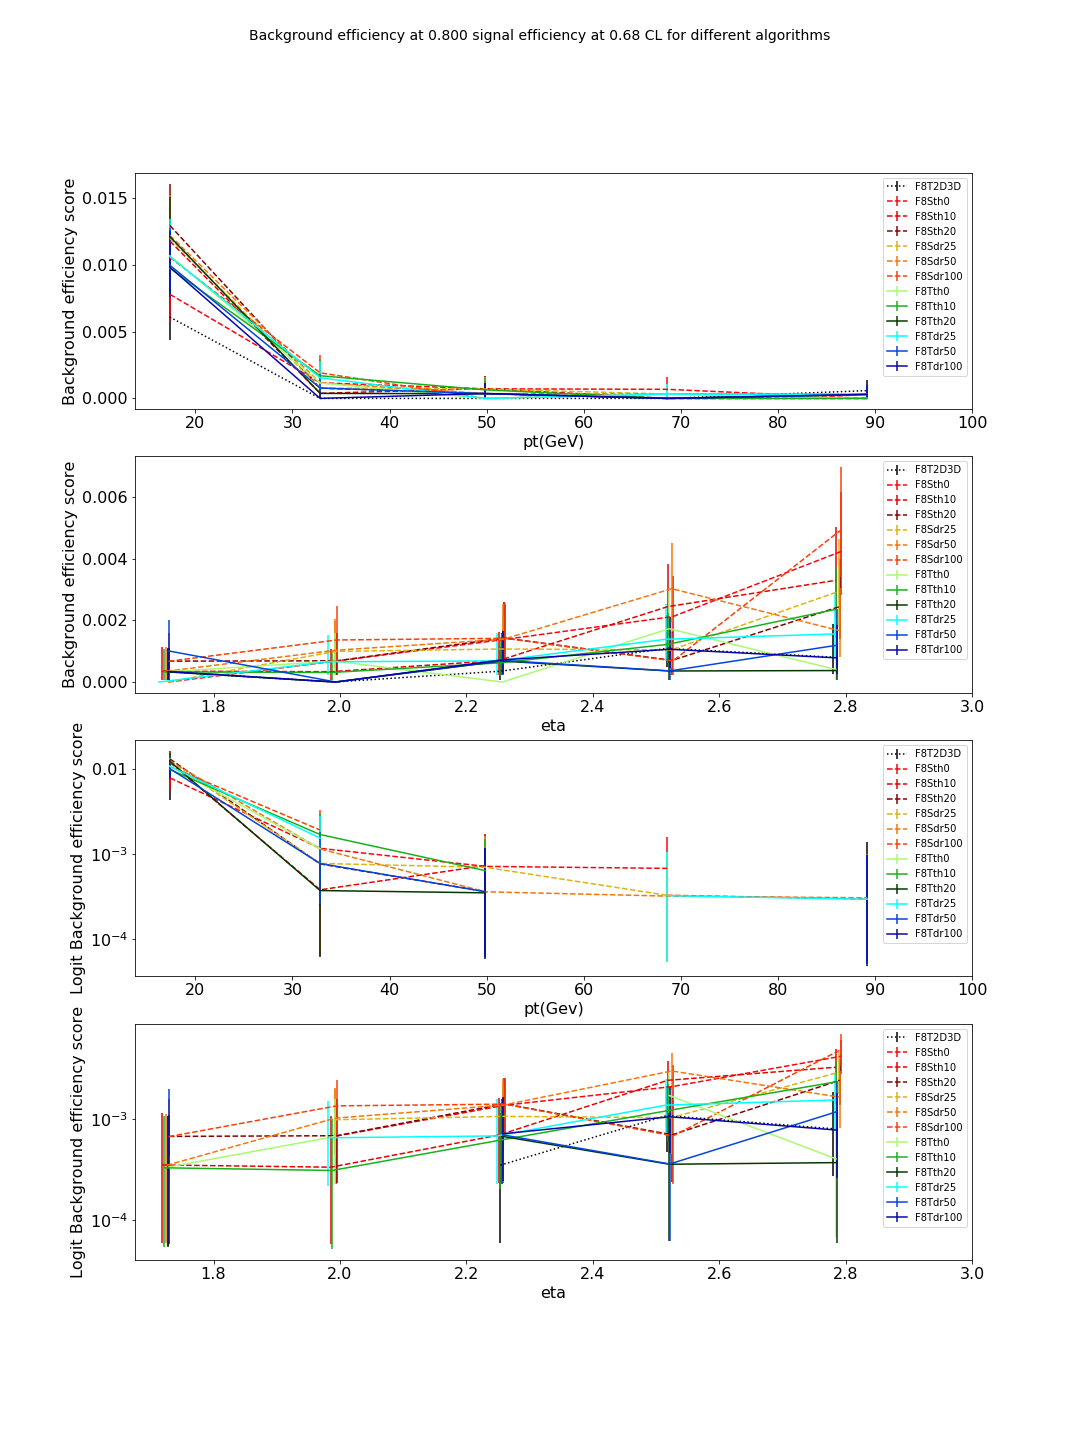 Background efficiency at 0.800 signal efficiency at 0.68 CL for different algorithms
Background efficiency score
0.015
0.010
0.005
0.000
20 30 40 50 60 70 80 90 100
pt(GeV)
F8T2D3D
F8Sth0
F8Sth10
F8Sth20
F8Sdr25
F8Sdr50
F8Sdr100
F8Tth0
F8Tth10
F8Tth20
F8Tdr25
F8Tdr50
F8Tdr100
Background efficiency score
0.006
0.004
0.002
0.000
1.8 2.0 2.2 2.4 2.6 2.8 3.0
eta
F8T2D3D
F8Sth0
F8Sth10
F8Sth20
F8Sdr25
F8Sdr50
F8Sdr100
F8Tth0
F8Tth10
F8Tth20
F8Tdr25
F8Tdr50
F8Tdr100
Logit Background efficiency score
0.01
10⁻³
10⁻⁴
20 30 40 50 60 70 80 90 100
pt(Gev)
F8T2D3D
F8Sth0
F8Sth10
F8Sth20
F8Sdr25
F8Sdr50
F8Sdr100
F8Tth0
F8Tth10
F8Tth20
F8Tdr25
F8Tdr50
F8Tdr100
Logit Background efficiency score
10⁻³
10⁻⁴
1.8 2.0 2.2 2.4 2.6 2.8 3.0
eta
F8T2D3D
F8Sth0
F8Sth10
F8Sth20
F8Sdr25
F8Sdr50
F8Sdr100
F8Tth0
F8Tth10
F8Tth20
F8Tdr25
F8Tdr50
F8Tdr100